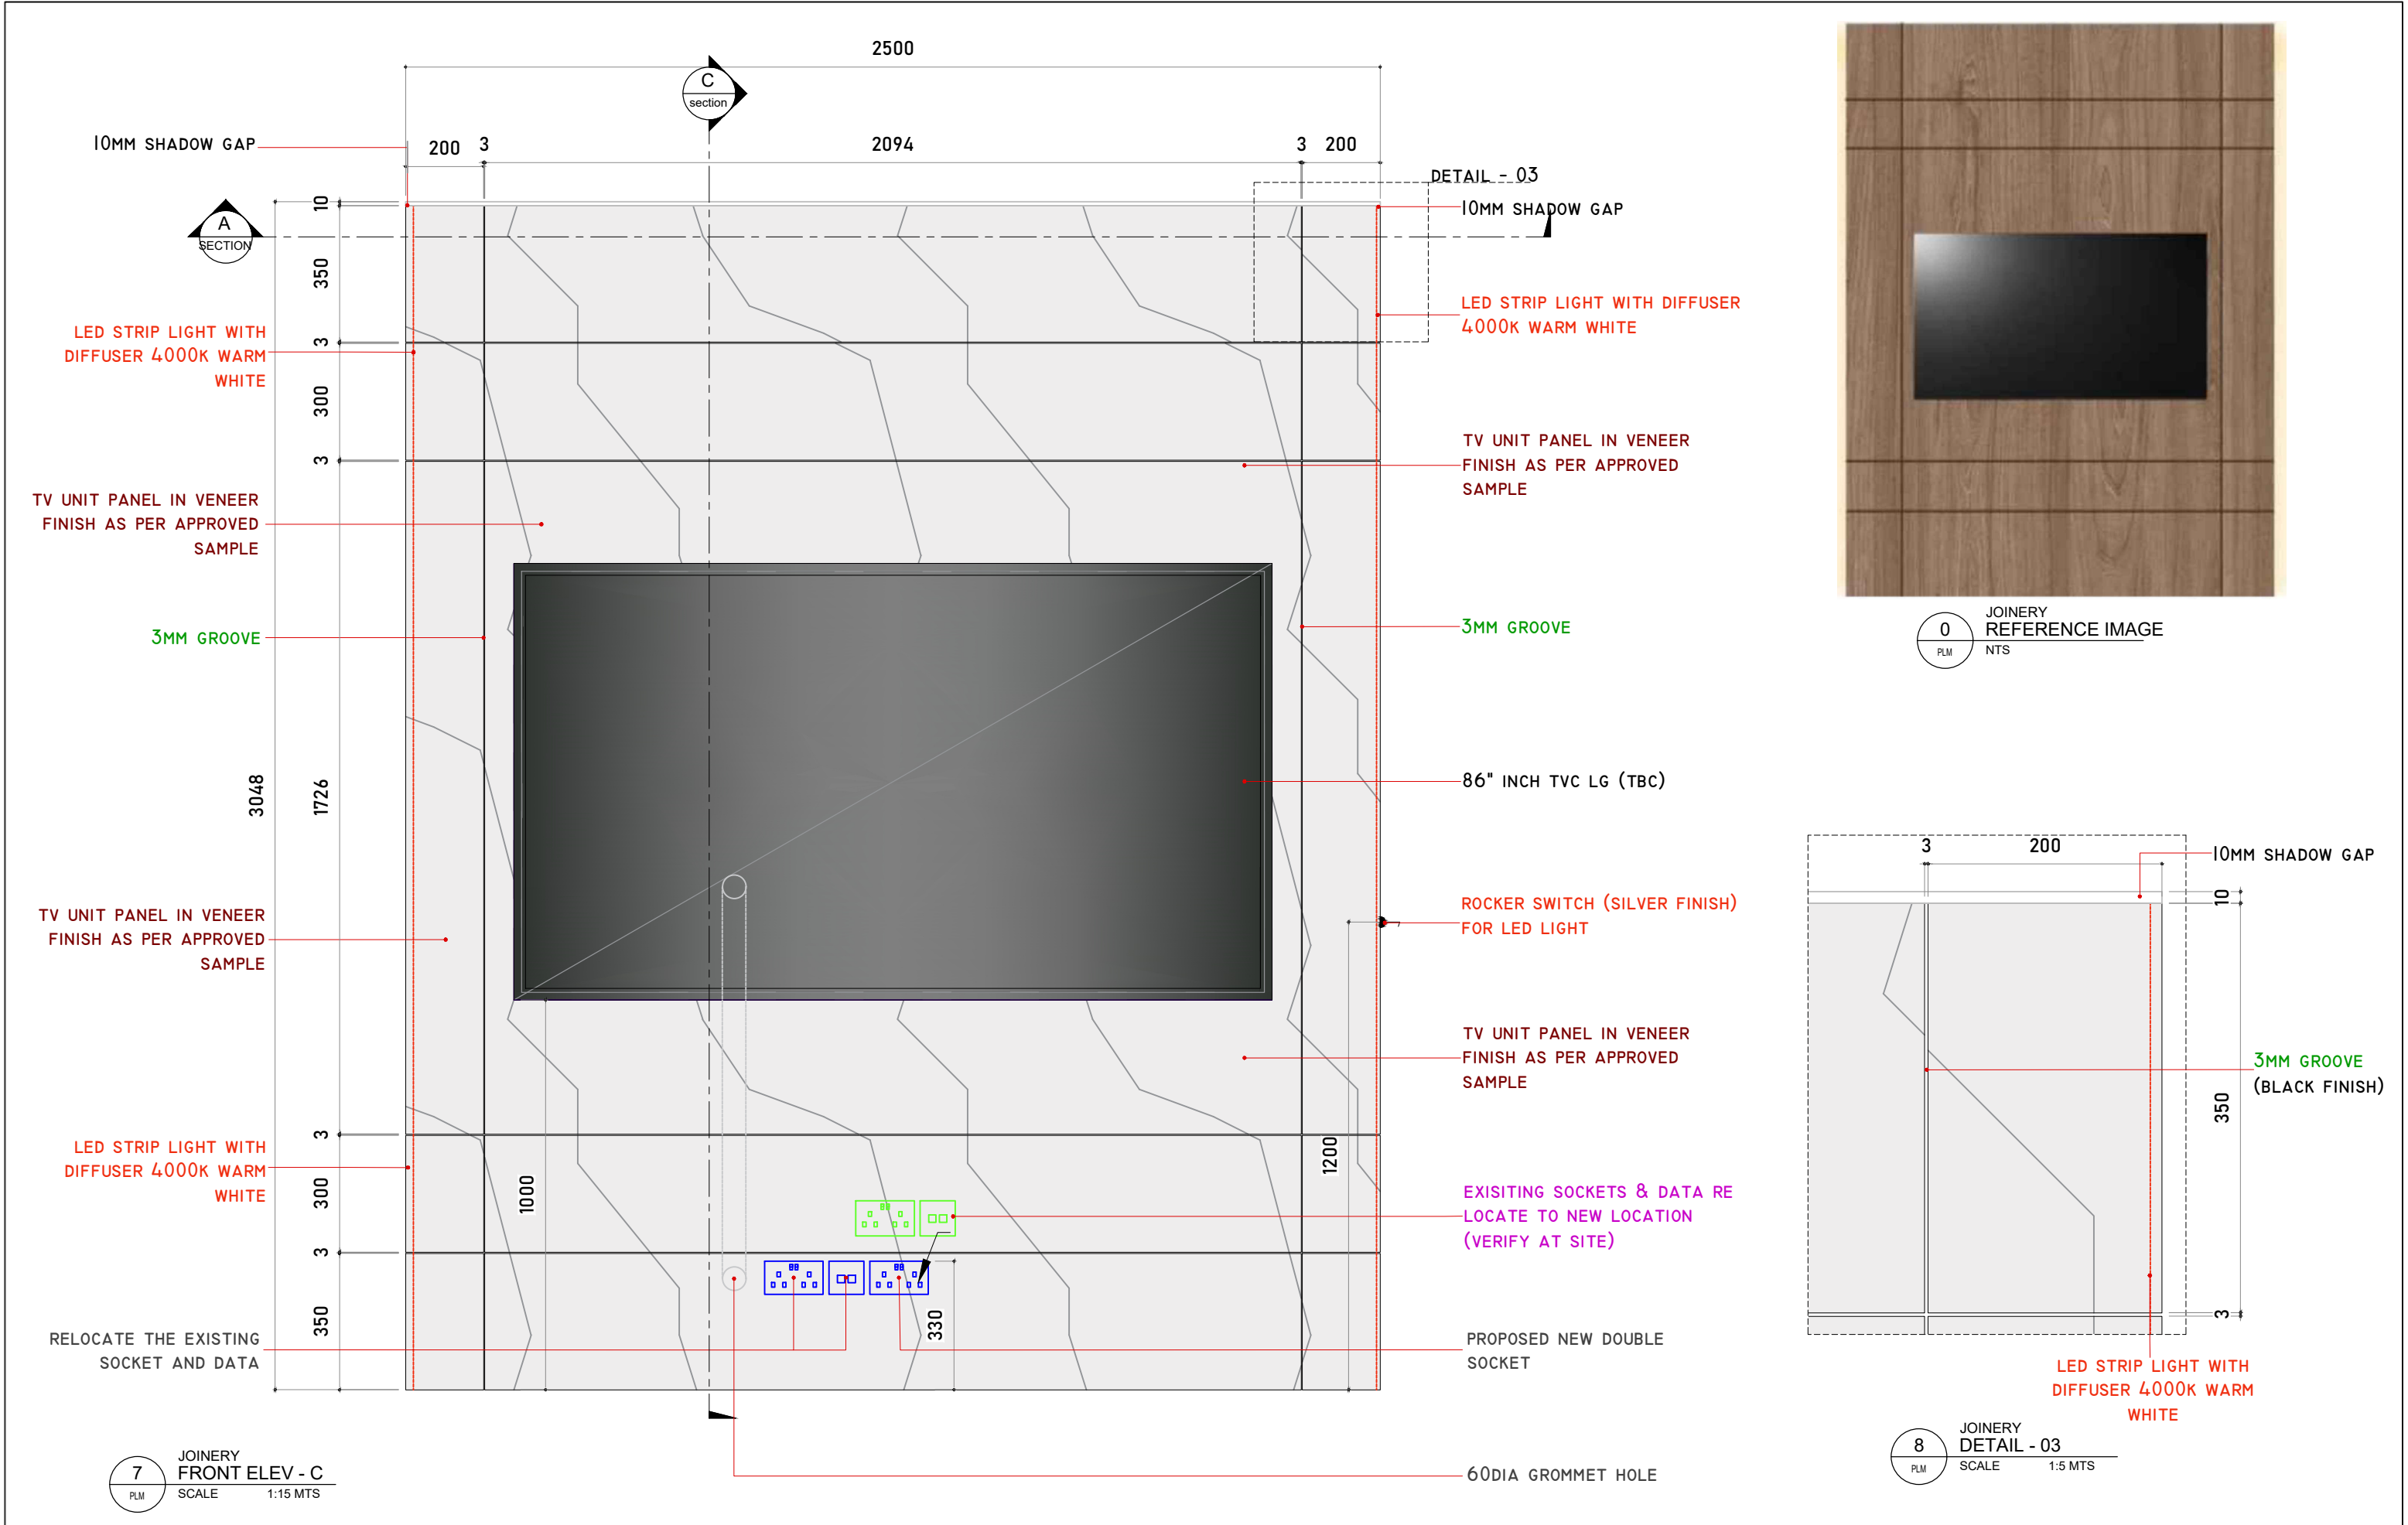 2500
C
section
10MM SHADOW GAP
200
3
2094
3
200
DETAIL - 03
10MM SHADOW GAP
A
SECTION
10
350
3
300
3
1726
3048
3
300
3
350
LED STRIP LIGHT WITH
DIFFUSER 4000K WARM
WHITE
TV UNIT PANEL IN VENEER
FINISH AS PER APPROVED
SAMPLE
3MM GROOVE
TV UNIT PANEL IN VENEER
FINISH AS PER APPROVED
SAMPLE
LED STRIP LIGHT WITH
DIFFUSER 4000K WARM
WHITE
RELOCATE THE EXISTING
SOCKET AND DATA
1000
330
1200
LED STRIP LIGHT WITH DIFFUSER
4000K WARM WHITE
TV UNIT PANEL IN VENEER
FINISH AS PER APPROVED
SAMPLE
3MM GROOVE
86" INCH TVC LG (TBC)
ROCKER SWITCH (SILVER FINISH)
FOR LED LIGHT
TV UNIT PANEL IN VENEER
FINISH AS PER APPROVED
SAMPLE
EXISITING SOCKETS & DATA RE
LOCATE TO NEW LOCATION
(VERIFY AT SITE)
PROPOSED NEW DOUBLE
SOCKET
60DIA GROMMET HOLE
7
PLM
JOINERY
FRONT ELEV - C
SCALE 1:15 MTS
0
PLM
JOINERY
REFERENCE IMAGE
NTS
3
200
10MM SHADOW GAP
10
3MM GROOVE
(BLACK FINISH)
350
3
LED STRIP LIGHT WITH
DIFFUSER 4000K WARM
WHITE
8
PLM
JOINERY
DETAIL - 03
SCALE 1:5 MTS